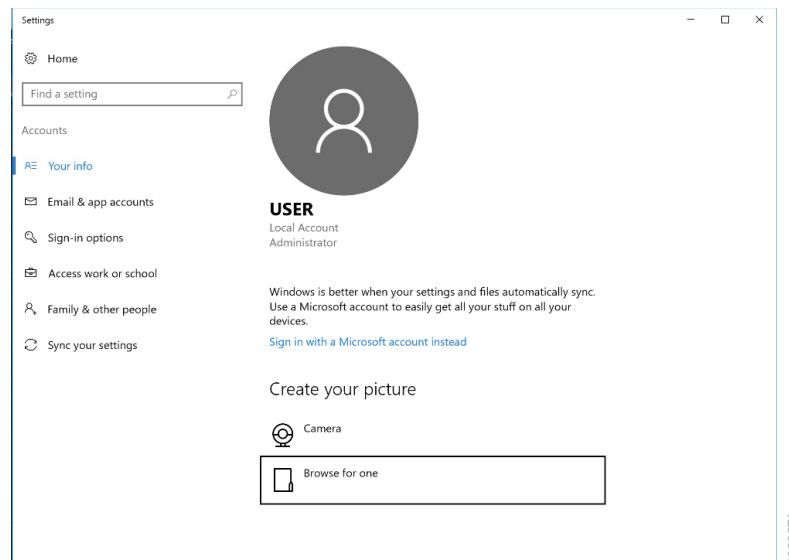 Settings
Home
Find a setting
Accounts
Your info
Email & app accounts
Sign-in options
Access work or school
Family & other people
Sync your settings
USER
Local Account
Administrator
Windows is better when your settings and files automatically sync.
Use a Microsoft account to easily get all your stuff on all your
devices.
Sign in with a Microsoft account instead
Create your picture
Camera
Browse for one